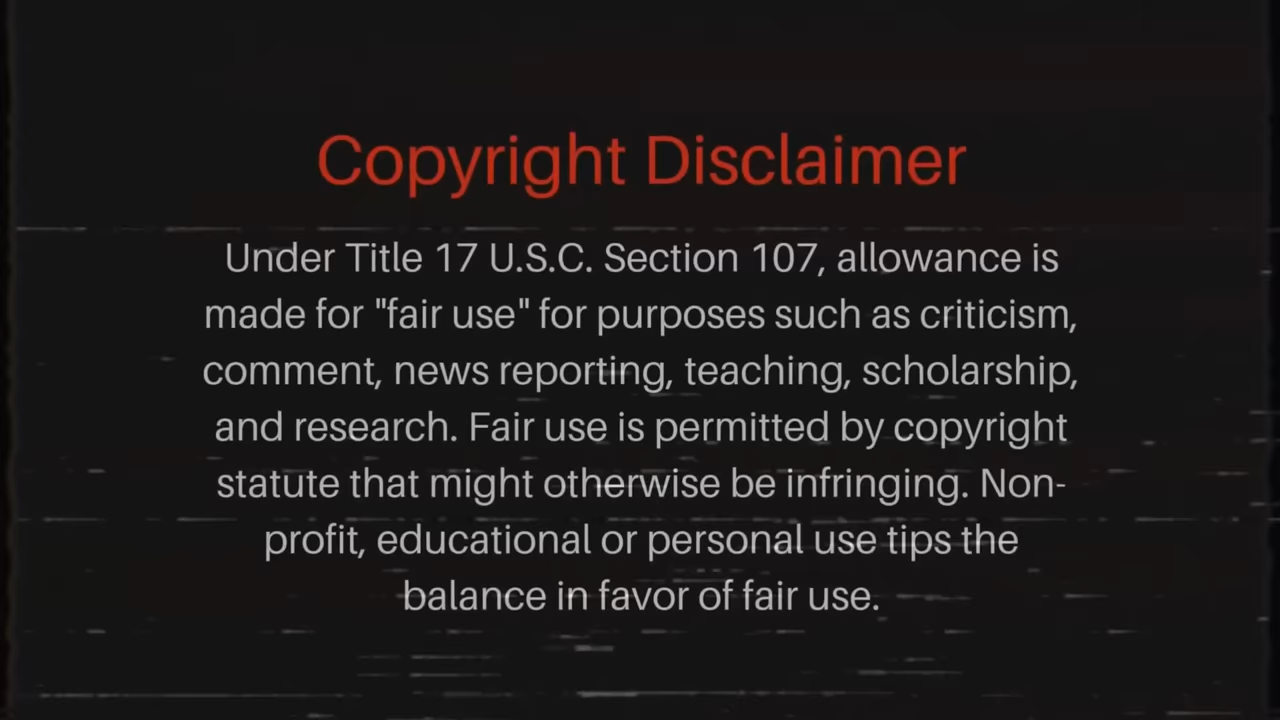 Copyright Disclaimer
Under Title 17 U.S.C. Section 107, allowance is
made for "fair use" for purposes such as criticism,
comment, news reporting, teaching, scholarship,
and research. Fair use is permitted by copyright
statute that might otherwise be infringing. Non-
profit, educational or personal use tips the
balance in favor of fair use.